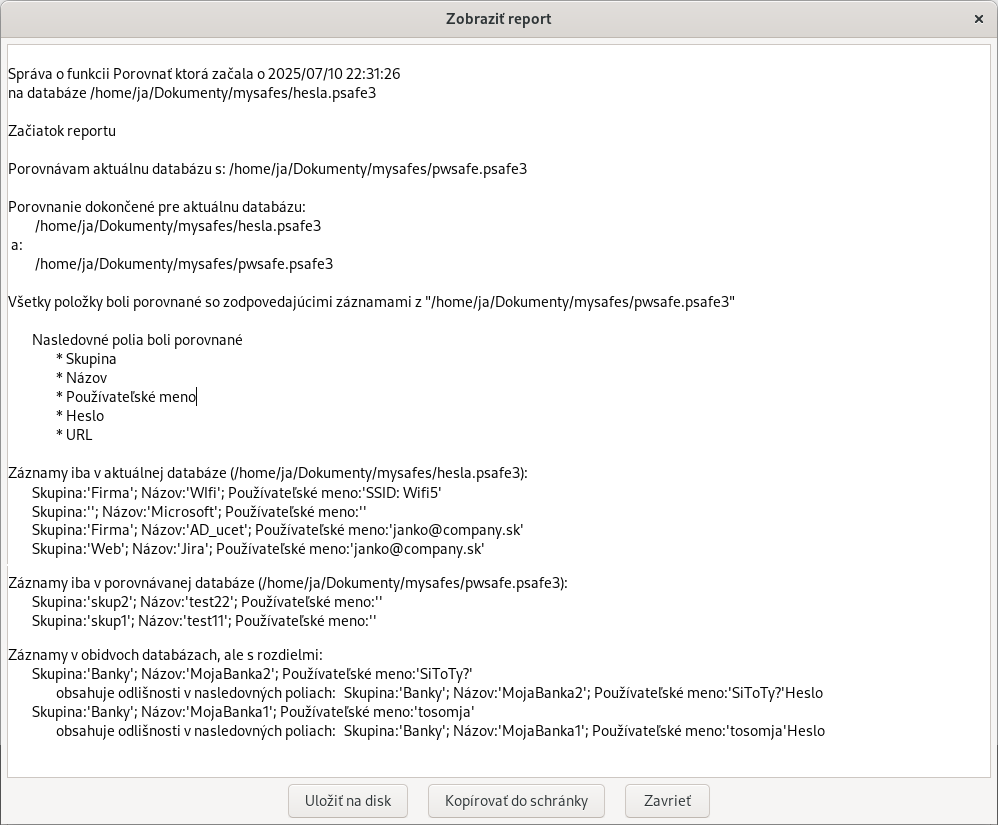 Zobraziť report
×
Správa o funkcii Porovnať ktorá začala o 2025/07/10 22:31:26
na databáze /home/ja/Dokumenty/mysafes/hesla.psafe3
Začiatok reportu
Porovnávam aktuálnu databázu s: /home/ja/Dokumenty/mysafes/pwsafe.psafe3
Porovnanie dokončené pre aktuálnu databázu:
/home/ja/Dokumenty/mysafes/hesla.psafe3
a:
/home/ja/Dokumenty/mysafes/pwsafe.psafe3
Všetky položky boli porovnané so zodpovedajúcimi záznamami z "/home/ja/Dokumenty/mysafes/pwsafe.psafe3"
Nasledovné polia boli porovnané
* Skupina
* Názov
* Používateľské meno
* Heslo
* URL
Záznamy iba v aktuálnej databáze (/home/ja/Dokumenty/mysafes/hesla.psafe3):
Skupina:'Firma'; Názov:'WIfi'; Používateľské meno:'SSID: Wifi5'
Skupina:''; Názov:'Microsoft'; Používateľské meno:''
Skupina:'Firma'; Názov:'AD_ucet'; Používateľské meno:'janko@company.sk'
Skupina:'Web'; Názov:'Jira'; Používateľské meno:'janko@company.sk'
Záznamy iba v porovnávanej databáze (/home/ja/Dokumenty/mysafes/pwsafe.psafe3):
Skupina:'skup2'; Názov:'test22'; Používateľské meno:''
Skupina:'skup1'; Názov:'test11'; Používateľské meno:''
Záznamy v obidvoch databázach, ale s rozdielmi:
Skupina:'Banky'; Názov:'MojaBanka2'; Používateľské meno:'SiToTy?'
obsahuje odlišnosti v nasledovných poliach:  Skupina:'Banky'; Názov:'MojaBanka2'; Používateľské meno:'SiToTy?'Heslo
Skupina:'Banky'; Názov:'MojaBanka1'; Používateľské meno:'tosomja'
obsahuje odlišnosti v nasledovných poliach:  Skupina:'Banky'; Názov:'MojaBanka1'; Používateľské meno:'tosomja'Heslo
Uložiť na disk
Kopírovať do schránky
Zavrieť